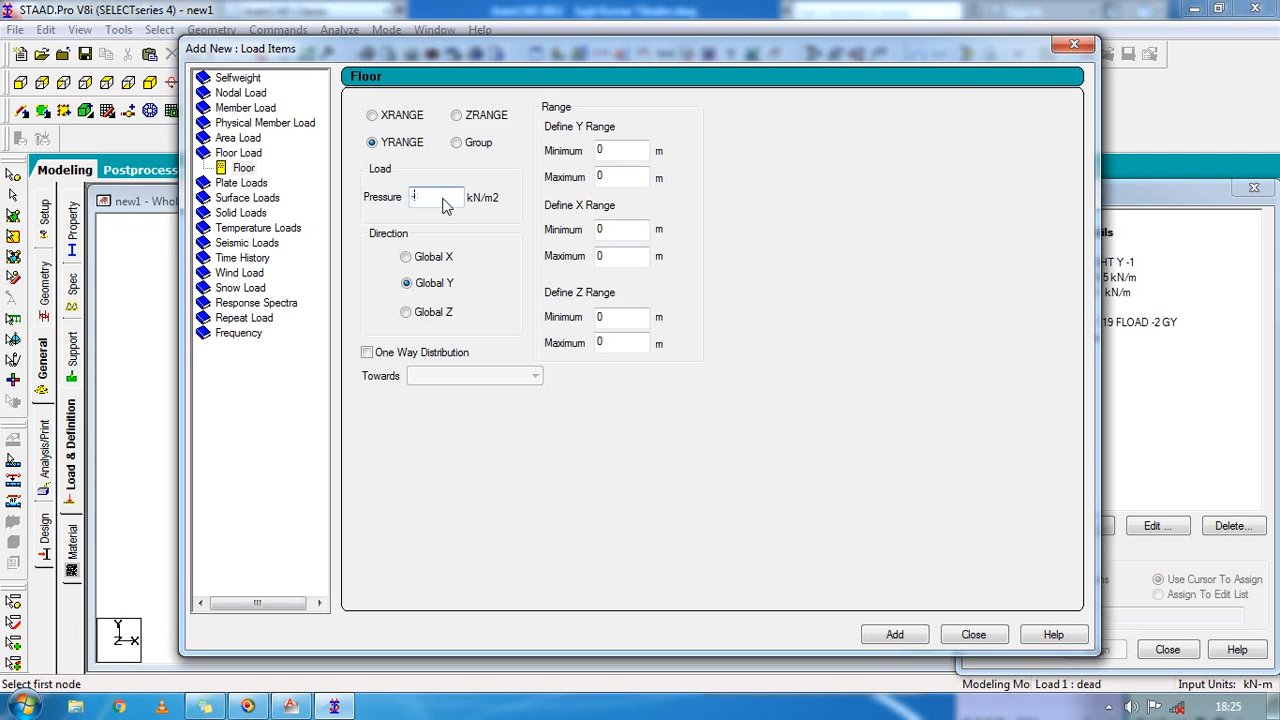 STAAD.Pro V8i (SELECTseries 4) - new1
File Edit View Tools Select Geometry Commands Analyze Mode Window Help
Add New : Load Items
Selfweight
Nodal Load
Member Load
Physical Member Load
Area Load
Floor Load
Floor
Plate Loads
Surface Loads
Solid Loads
Temperature Loads
Seismic Loads
Time History
Wind Load
Snow Load
Response Spectra
Repeat Load
Frequency
Floor
XRANGE ZRANGE
YRANGE Group
Load
Pressure - kN/m2
Direction
Global X
Global Y
Global Z
One Way Distribution
Towards
Range
Define Y Range
Minimum 0 m
Maximum 0 m
Define X Range
Minimum 0 m
Maximum 0 m
Define Z Range
Minimum 0 m
Maximum 0 m
Add Close Help
Modeling Postprocess
new1 - Who
Setup
Geometry
General
Analysis/Print
Design
Property
Spec
Support
Load & Definition
Material
Y
Z X
ils
HT Y -1
5 kN/m
kN/m
19 FLOAD -2 GY
Edit ... Delete...
Use Cursor To Assign
Assign To Edit List
Close Help
Select first node
Modeling Mo Load 1 : dead Input Units: kN-m
18:25